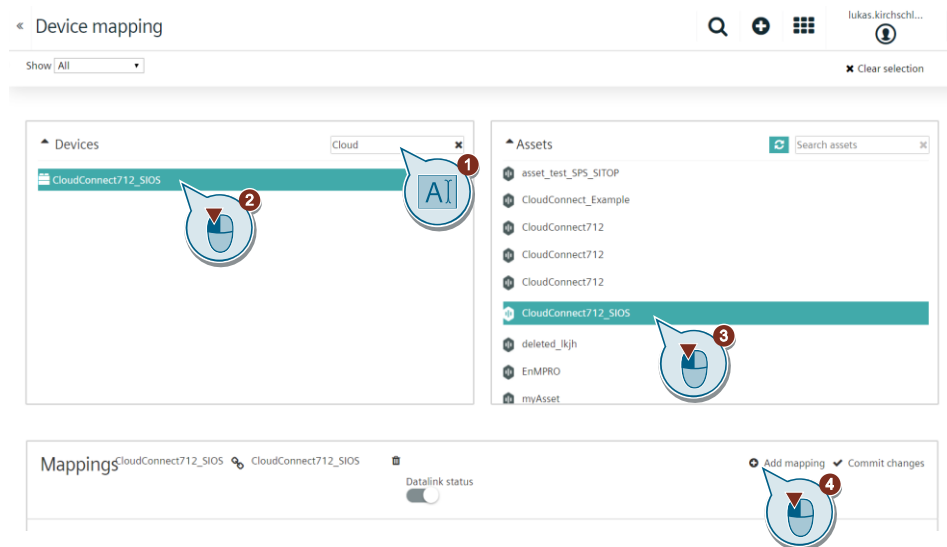 « Device mapping
lukas.kirchschl...
Show All
✖ Clear selection
Devices
Cloud
Assets
Search assets
1
CloudConnect712_SIOS
A
2
asset_test_SPS_SITOP
CloudConnect_Example
CloudConnect712
CloudConnect712
CloudConnect712
CloudConnect712_SIOS
3
deleted_lkjh
EnMPRO
myAsset
Mappings
CloudConnect712_SIOS
CloudConnect712_SIOS
Add mapping
Commit changes
Datalink status
4